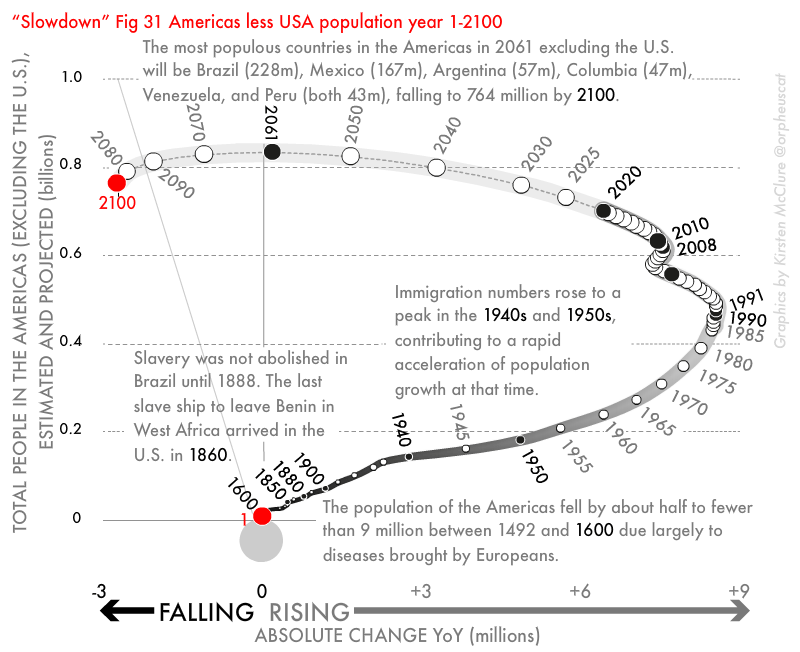 “Slowdown” Fig 31 Americas less USA population year 1-2100
The most populous countries in the Americas in 2061 excluding the U.S.
will be Brazil (228m), Mexico (167m), Argentina (57m), Columbia (47m),
Venezuela, and Peru (both 43m), falling to 764 million by 2100.
TOTAL PEOPLE IN THE AMERICAS (EXCLUDING THE U.S.),
ESTIMATED AND PROJECTED (billions)
1.0
0.8
0.6
0.4
0.2
0
2080
2090
2070
2061
2050
2040
2030
2025
2020
2010
2008
2100
1991
1990
1985
1980
1975
1970
1965
1960
1955
1950
1945
1940
1900
1880
1850
1600
1
Immigration numbers rose to a
peak in the 1940s and 1950s,
contributing to a rapid
acceleration of population
growth at that time.
Slavery was not abolished in
Brazil until 1888. The last
slave ship to leave Benin in
West Africa arrived in the
U.S. in 1860.
The population of the Americas fell by about half to fewer
than 9 million between 1492 and 1600 due largely to
diseases brought by Europeans.
-3 0 +3 +6 +9
FALLING RISING
ABSOLUTE CHANGE YoY (millions)
Graphics by Kirsten McClure @orpheuscat